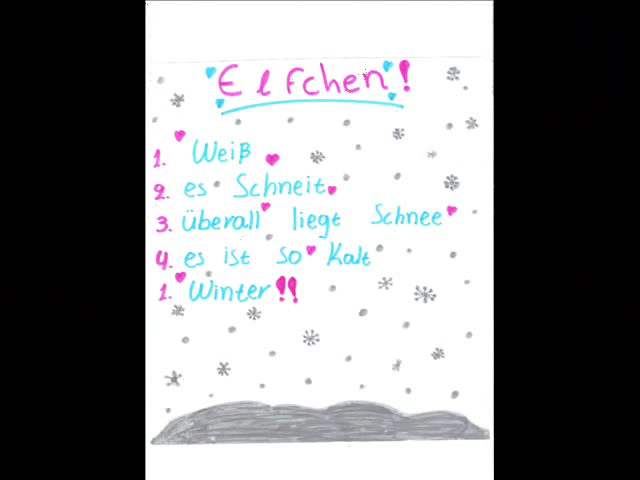 Elfchen!
1. Weiß
2. es Schneit
3. überall liegt Schnee
4. es ist so Kalt
1. Winter!!